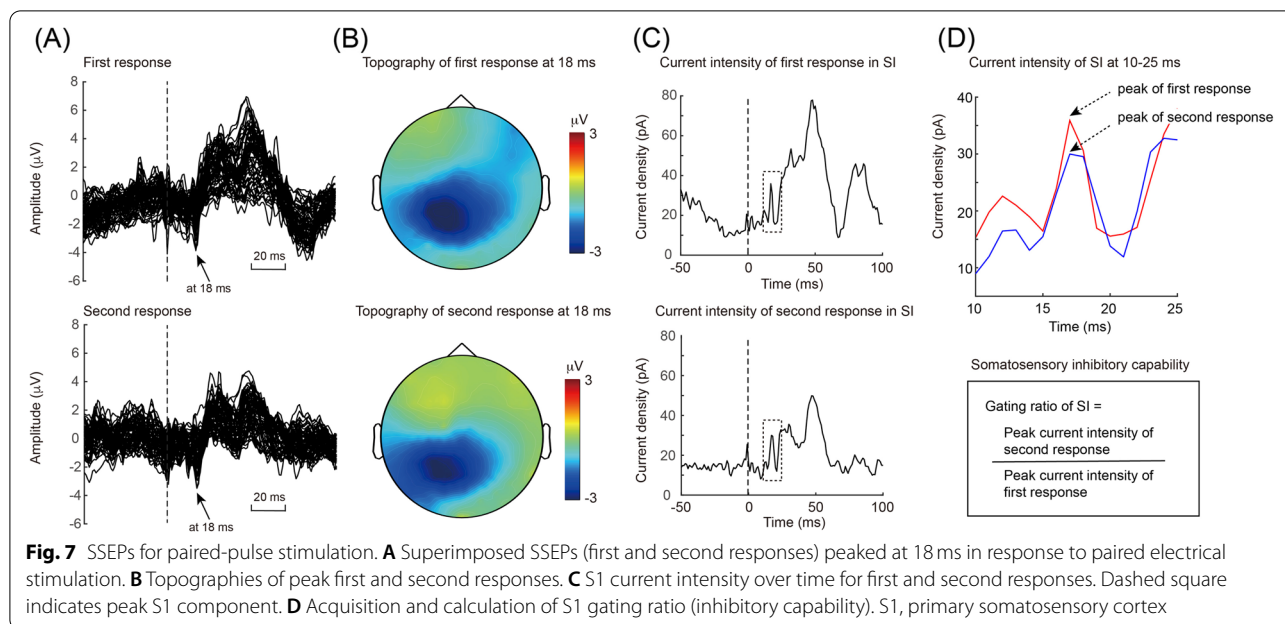 (A)
First response
Amplitude (μV)
8
6
4
2
0
-2
-4
-6
at 18 ms
20 ms
Second response
Amplitude (μV)
8
6
4
2
0
-2
-4
-6
at 18 ms
20 ms
(B)
Topography of first response at 18 ms
μV
3
-3
Topography of second response at 18 ms
μV
3
-3
(C)
Current intensity of first response in SI
Current density (pA)
80
60
40
20
0
-50
0
50
100
Time (ms)
Current intensity of second response in SI
Current density (pA)
80
60
40
20
0
-50
0
50
100
Time (ms)
(D)
Current intensity of SI at 10-25 ms
peak of first response
peak of second response
Current density (pA)
40
30
20
10
10
15
20
25
Time (ms)
Somatosensory inhibitory capability
Gating ratio of SI =
Peak current intensity of
second response
Peak current intensity of
first response
Fig. 7 SSEPs for paired-pulse stimulation. A Superimposed SSEPs (first and second responses) peaked at 18 ms in response to paired electrical
stimulation. B Topographies of peak first and second responses. C S1 current intensity over time for first and second responses. Dashed square
indicates peak S1 component. D Acquisition and calculation of S1 gating ratio (inhibitory capability). S1, primary somatosensory cortex